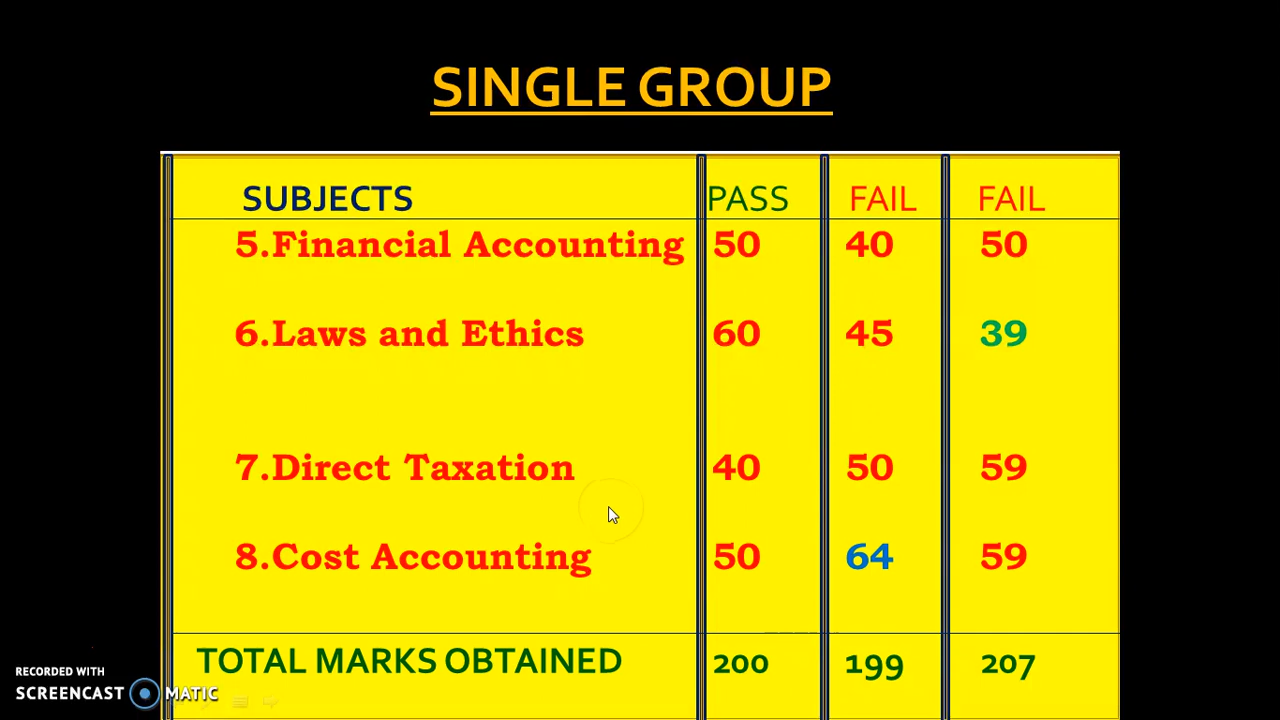 SINGLE GROUP
SUBJECTS PASS FAIL FAIL
5.Financial Accounting 50 40 50
6.Laws and Ethics 60 45 39
7.Direct Taxation 40 50 59
8.Cost Accounting 50 64 59
TOTAL MARKS OBTAINED 200 199 207
RECORDED WITH
SCREENCAST MATIC